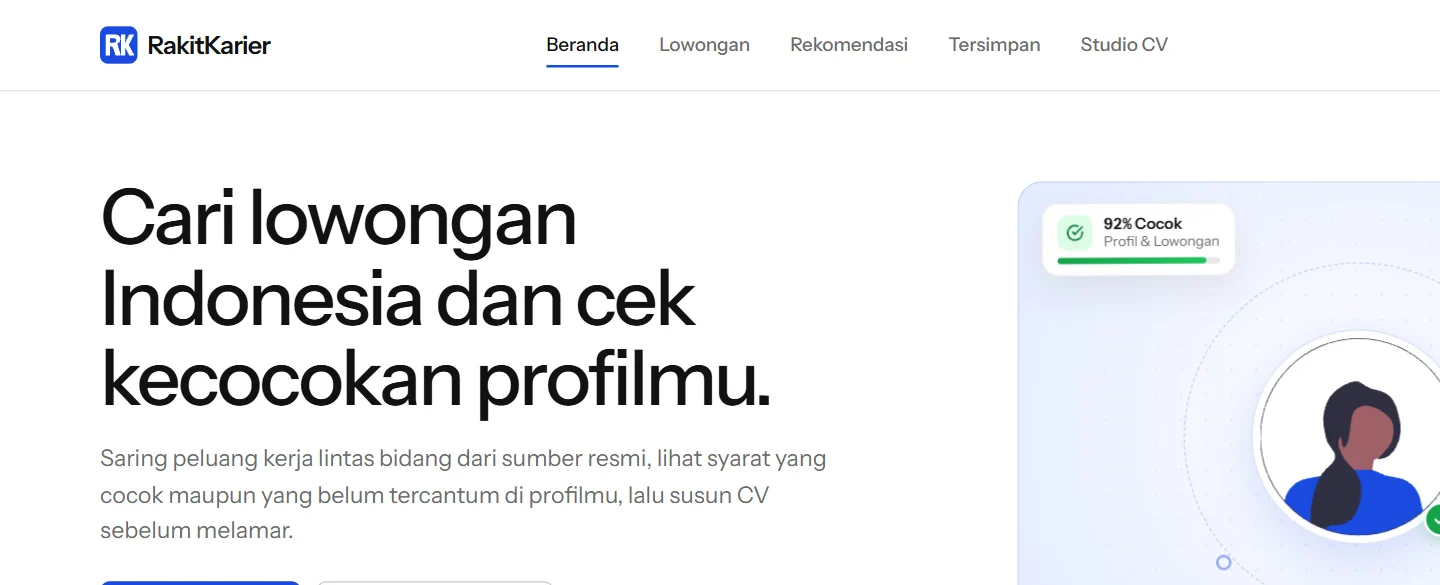 RK RakitKarier
Beranda Lowongan Rekomendasi Tersimpan Studio CV
Cari lowongan
Indonesia dan cek
kecocokan profilmu.
Saring peluang kerja lintas bidang dari sumber resmi, lihat syarat yang
cocok maupun yang belum tercantum di profilmu, lalu susun CV
sebelum melamar.
92% Cocok
Profil & Lowongan